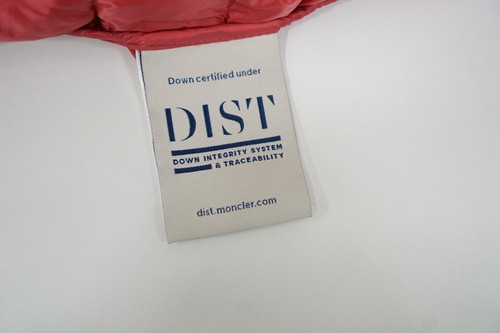 Down certified under
DIST
DOWN INTEGRITY SYSTEM
& TRACEABILITY
dist.moncler.com